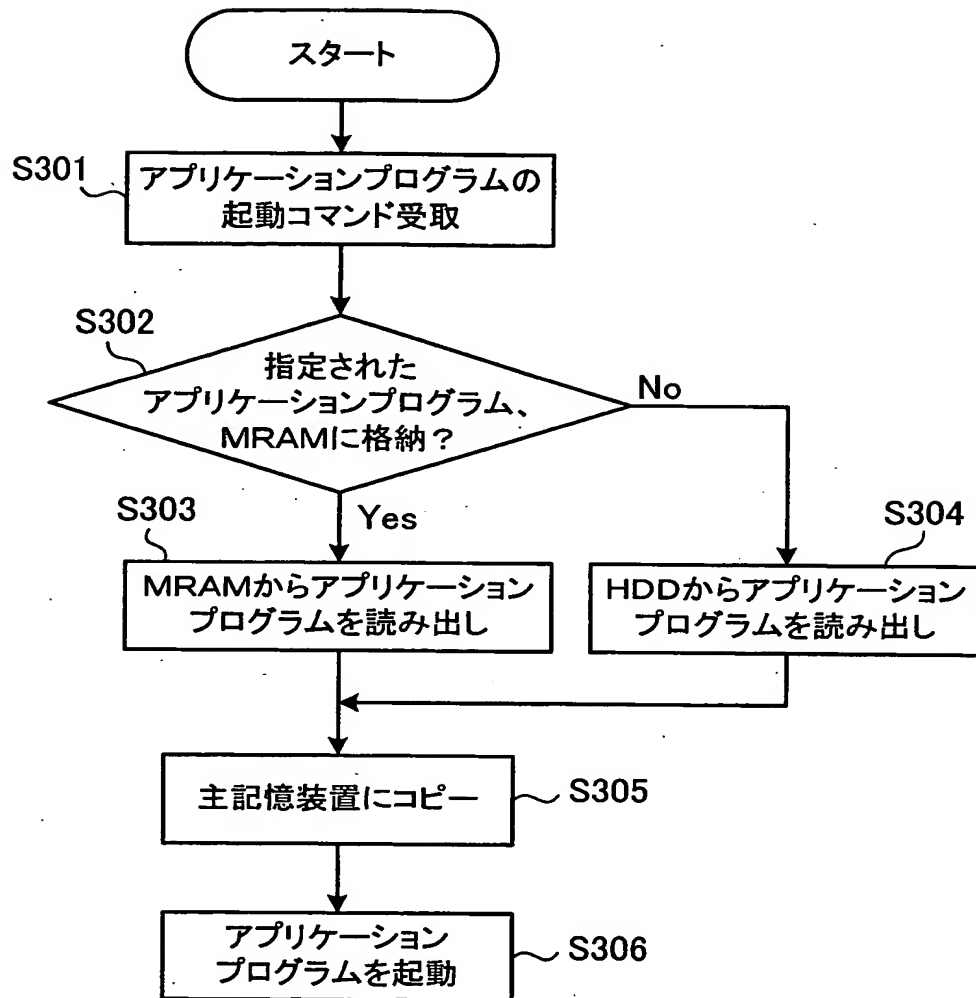 スタート
S301
アプリケーションプログラムの
起動コマンド受取
S302
指定された
アプリケーションプログラム、
MRAMに格納？
No
Yes
S303
MRAMからアプリケーション
プログラムを読み出し
S304
HDDからアプリケーション
プログラムを読み出し
主記憶装置にコピー
S305
アプリケーション
プログラムを起動
S306